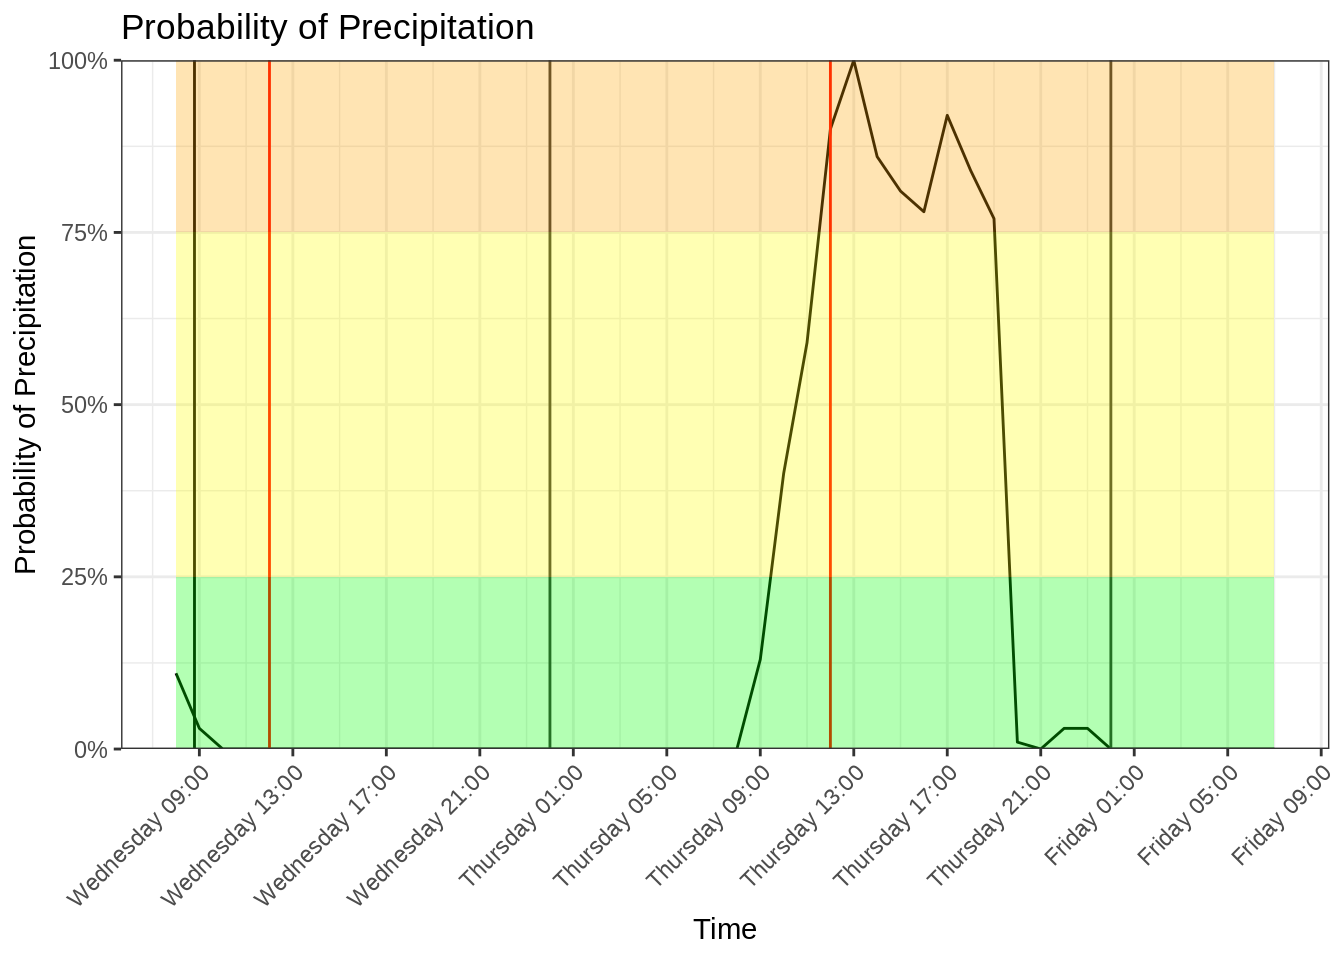 Probability of Precipitation
100%
75%
50%
25%
0%
Probability of Precipitation
Wednesday 09:00
Wednesday 13:00
Wednesday 17:00
Wednesday 21:00
Thursday 01:00
Thursday 05:00
Thursday 09:00
Thursday 13:00
Thursday 17:00
Thursday 21:00
Friday 01:00
Friday 05:00
Friday 09:00
Time